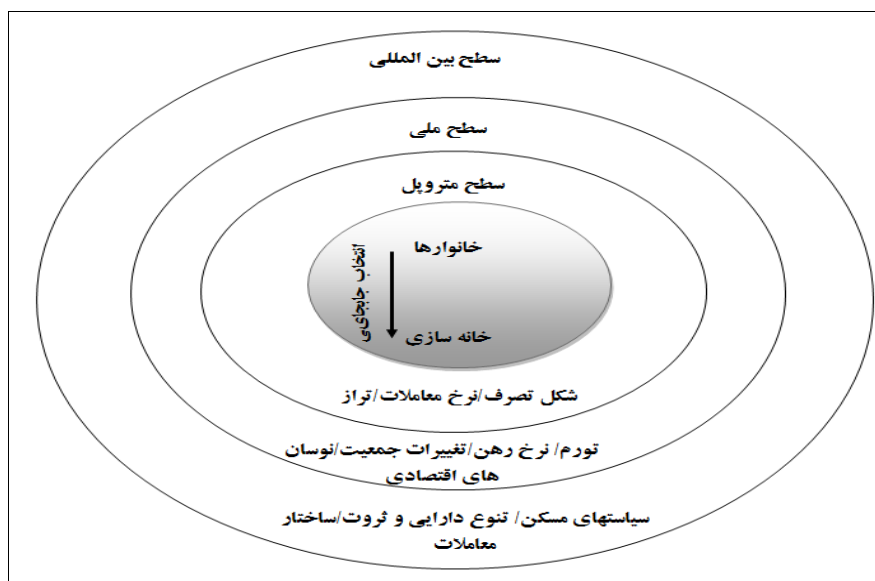 سطح بین المللی
سطح ملی
سطح متروپل
خانوارها
انتخاب جابجایی
خانه سازی
شکل تصرف/نرخ معاملات/تراز
تورم/ نرخ رهن/تغییرات جمعیت/نوسان
های اقتصادی
سیاستهای مسکن/ تنوع دارایی و ثروت/ساختار
معاملات